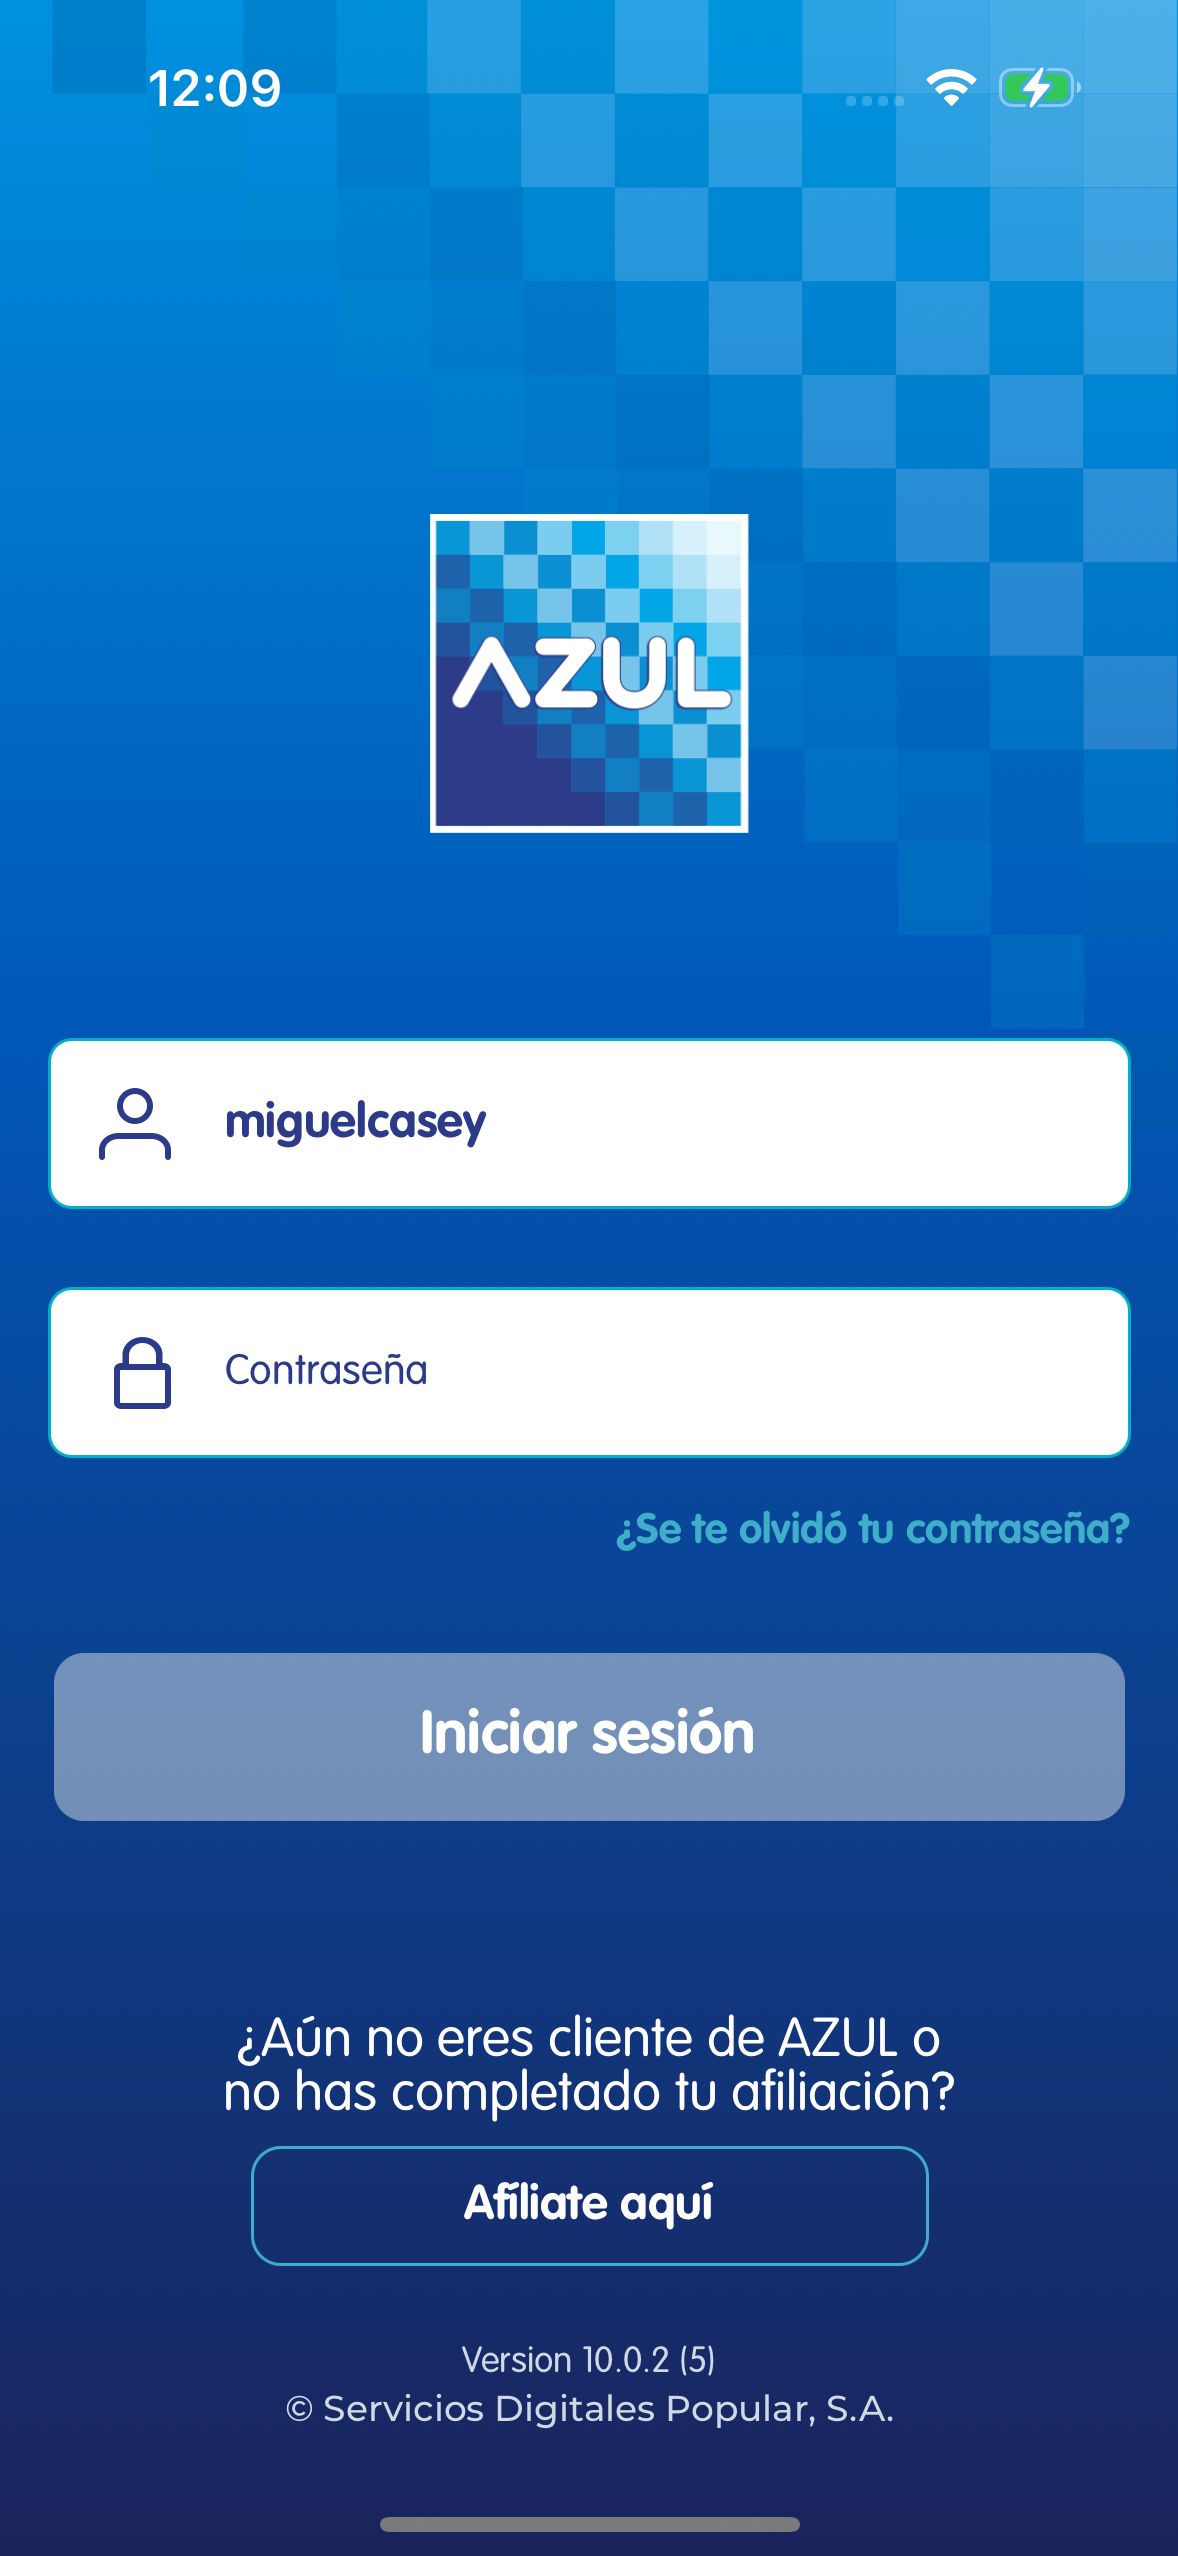 12:09
AZUL
miguelcasey
Contraseña
¿Se te olvidó tu contraseña?
Iniciar sesión
¿Aún no eres cliente de AZUL o
no has completado tu afiliación?
Afíliate aquí
Version 10.0.2 (5)
© Servicios Digitales Popular, S.A.